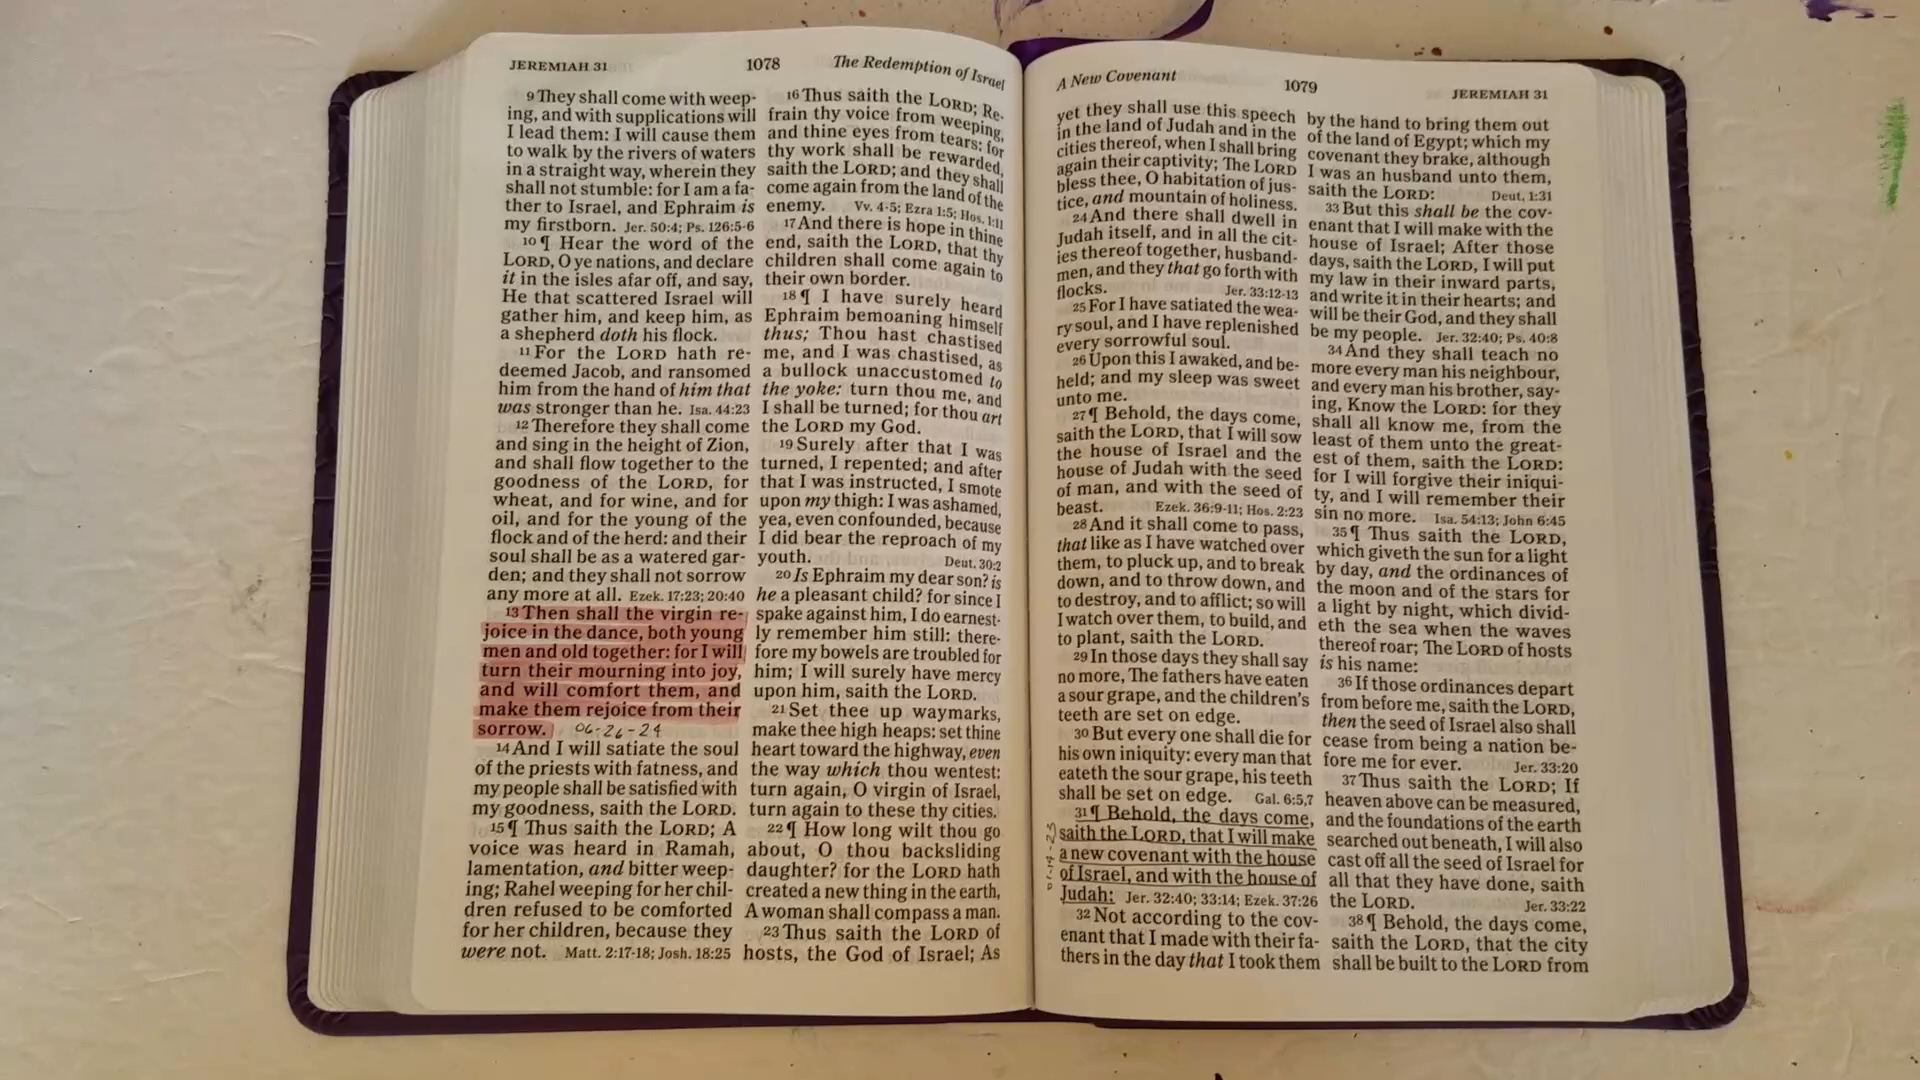 JEREMIAH 31
1078
The Redemption of Israel
9 They shall come with weep-
ing, and with supplications will
I lead them: I will cause them
to walk by the rivers of waters
in a straight way, wherein they
shall not stumble: for I am a fa-
ther to Israel, and Ephraim is
my firstborn. Jer. 50:4; Ps. 126:5-6
10 ¶ Hear the word of the
LORD, O ye nations, and declare
it in the isles afar off, and say,
He that scattered Israel will
gather him, and keep him, as
a shepherd doth his flock.
11 For the LORD hath re-
deemed Jacob, and ransomed
him from the hand of him that
was stronger than he. Isa. 44:23
12 Therefore they shall come
and sing in the height of Zion,
and shall flow together to the
goodness of the LORD, for
wheat, and for wine, and for
oil, and for the young of the
flock and of the herd: and their
soul shall be as a watered gar-
den; and they shall not sorrow
any more at all. Ezek. 17:23; 20:40
13 Then shall the virgin re-
joice in the dance, both young
men and old together: for I will
turn their mourning into joy,
and will comfort them, and
make them rejoice from their
sorrow. 06-26-24
14 And I will satiate the soul
of the priests with fatness, and
my people shall be satisfied with
my goodness, saith the LORD.
15 ¶ Thus saith the LORD; A
voice was heard in Ramah,
lamentation, and bitter weep-
ing; Rahel weeping for her chil-
dren refused to be comforted
for her children, because they
were not. Matt. 2:17-18; Josh. 18:25
16 Thus saith the LORD; Re-
frain thy voice from weeping,
and thine eyes from tears: for
thy work shall be rewarded,
saith the LORD; and they shall
come again from the land of the
enemy. Vv. 4-5; Ezra 1:5; Hos. 1:11
17 And there is hope in thine
end, saith the LORD, that thy
children shall come again to
their own border.
18 ¶ I have surely heard
Ephraim bemoaning himself
thus; Thou hast chastised
me, and I was chastised, as
a bullock unaccustomed to
the yoke: turn thou me, and
I shall be turned; for thou art
the LORD my God.
19 Surely after that I was
turned, I repented; and after
that I was instructed, I smote
upon my thigh: I was ashamed,
yea, even confounded, because
I did bear the reproach of my
youth. Deut. 30:2
20 Is Ephraim my dear son? is
he a pleasant child? for since I
spake against him, I do earnest-
ly remember him still: there-
fore my bowels are troubled for
him; I will surely have mercy
upon him, saith the LORD.
21 Set thee up waymarks,
make thee high heaps: set thine
heart toward the highway, even
the way which thou wentest:
turn again, O virgin of Israel,
turn again to these thy cities.
22 ¶ How long wilt thou go
about, O thou backsliding
daughter? for the LORD hath
created a new thing in the earth,
A woman shall compass a man.
23 Thus saith the LORD of
hosts, the God of Israel; As
A New Covenant
1079
JEREMIAH 31
yet they shall use this speech
in the land of Judah and in the
cities thereof, when I shall bring
again their captivity; The LORD
bless thee, O habitation of jus-
tice, and mountain of holiness.
24 And there shall dwell in
Judah itself, and in all the cit-
ies thereof together, husband-
men, and they that go forth with
flocks. Jer. 33:12-13
25 For I have satiated the wea-
ry soul, and I have replenished
every sorrowful soul.
26 Upon this I awaked, and be-
held; and my sleep was sweet
unto me.
27 ¶ Behold, the days come,
saith the LORD, that I will sow
the house of Israel and the
house of Judah with the seed
of man, and with the seed of
beast. Ezek. 36:9-11; Hos. 2:23
28 And it shall come to pass,
that like as I have watched over
them, to pluck up, and to break
down, and to throw down, and
to destroy, and to afflict; so will
I watch over them, to build, and
to plant, saith the LORD.
29 In those days they shall say
no more, The fathers have eaten
a sour grape, and the children's
teeth are set on edge.
30 But every one shall die for
his own iniquity: every man that
eateth the sour grape, his teeth
shall be set on edge. Gal. 6:5,7
31 ¶ Behold, the days come,
saith the LORD, that I will make
a new covenant with the house
of Israel, and with the house of
Judah: Jer. 32:40; 33:14; Ezek. 37:26
32 Not according to the cov-
enant that I made with their fa-
thers in the day that I took them
by the hand to bring them out
of the land of Egypt; which my
covenant they brake, although
I was an husband unto them,
saith the LORD: Deut. 1:31
33 But this shall be the cov-
enant that I will make with the
house of Israel; After those
days, saith the LORD, I will put
my law in their inward parts,
and write it in their hearts; and
will be their God, and they shall
be my people. Jer. 32:40; Ps. 40:8
34 And they shall teach no
more every man his neighbour,
and every man his brother, say-
ing, Know the LORD: for they
shall all know me, from the
least of them unto the great-
est of them, saith the LORD:
for I will forgive their iniqui-
ty, and I will remember their
sin no more. Isa. 54:13; John 6:45
35 ¶ Thus saith the LORD,
which giveth the sun for a light
by day, and the ordinances of
the moon and of the stars for
a light by night, which divid-
eth the sea when the waves
thereof roar; The LORD of hosts
is his name:
36 If those ordinances depart
from before me, saith the LORD,
then the seed of Israel also shall
cease from being a nation be-
fore me for ever. Jer. 33:20
37 Thus saith the LORD; If
heaven above can be measured,
and the foundations of the earth
searched out beneath, I will also
cast off all the seed of Israel for
all that they have done, saith
the LORD. Jer. 33:22
38 ¶ Behold, the days come,
saith the LORD, that the city
shall be built to the LORD from